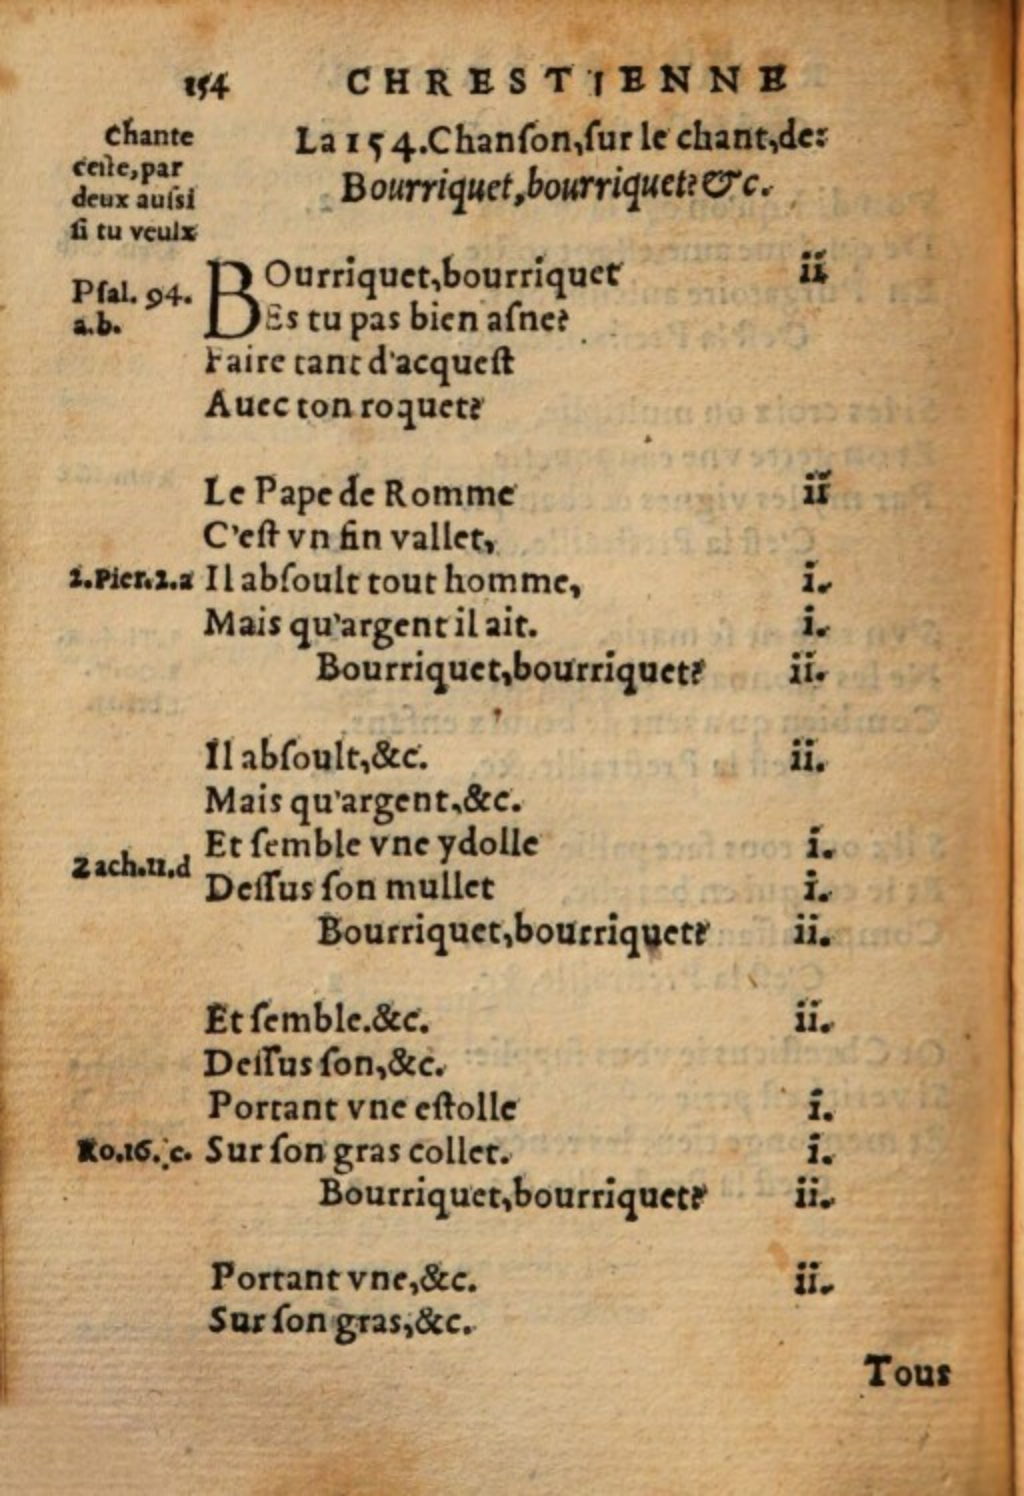 154 CHRESTIENNE
Chante
ceste,par
deux auſsi
ſi tu veulx
La 154.Chanſon,ſur le chant,de:
Bourriquet,bourriquet?&c.
Pſal. 94.
a.b.
BOurriquet,bourriquet ii
Es tu pas bien aſne?
Faire tant d'acqueſt
Auec ton roquet?
Le Pape de Romme ii
C'eſt vn fin vallet,
2.Pier.2.a Il abſoult tout homme, i.
Mais qu'argent il ait. i.
Bourriquet,bourriquet? ii.
Il abſoult,&c. ii.
Mais qu'argent,&c.
Et ſemble vne ydolle i.
Zach.11.d
Deſſus ſon mullet i.
Bourriquet,bourriquet? ii.
Et ſemble.&c. ii.
Deſſus ſon,&c.
Portant vne eſtolle i.
Ro.16. c. Sur ſon gras collet. i.
Bourriquet,bourriquet? ii.
Portant vne,&c. ii.
Sur ſon gras,&c.
Tous